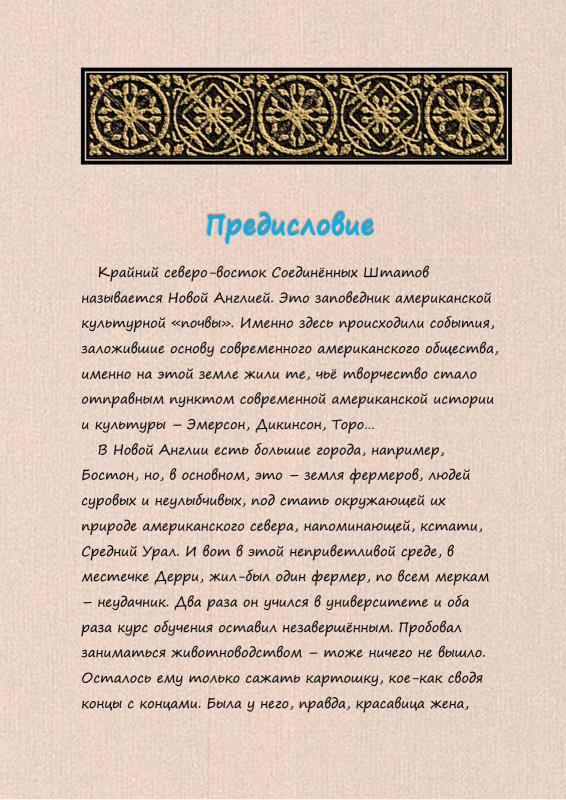 Предисловие
Крайний северо-восток Соединённых Штатов
называется Новой Англией. Это заповедник американской
культурной «почвы». Именно здесь происходили события,
заложившие основу современного американского общества,
именно на этой земле жили те, чьё творчество стало
отправным пунктом современной американской истории
и культуры – Эмерсон, Дикинсон, Торо...
В Новой Англии есть большие города, например,
Бостон, но, в основном, это – земля фермеров, людей
суровых и неулыбчивых, под стать окружающей их
природе американского севера, напоминающей, кстати,
Средний Урал. И вот в этой неприветливой среде, в
местечке Дерри, жил-был один фермер, по всем меркам
– неудачник. Два раза он учился в университете и оба
раза курс обучения оставил незавершённым. Пробовал
заниматься животноводством – тоже ничего не вышло.
Осталось ему только сажать картошку, кое-как сводя
концы с концами. Была у него, правда, красавица жена,